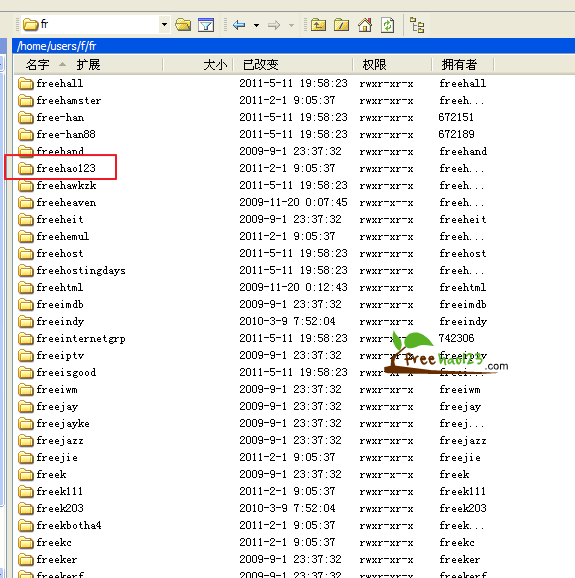 fr
/home/users/f/fr
名字 扩展 大小 已改变 权限 拥有者
freehall 2011-5-11 19:58:23 rwxr-xr-x freehall
freehamster 2011-2-1 9:05:37 rwxr-xr-x freeh...
free-han 2011-5-11 19:58:23 rwxr-xr-x 672151
free-han88 2011-5-11 19:58:23 rwxr-xr-x 672189
freehand 2009-9-1 23:37:32 rwxr-xr-x freehand
freehao123 2011-2-1 9:05:37 rwxr-xr-x freeh...
freehawkzk 2011-5-11 19:58:23 rwxr-xr-x freeh...
freeheaven 2009-11-20 0:07:45 rwxr-xr-x freeh...
freeheit 2009-9-1 23:37:32 rwxr-x--x freeheit
freehemul 2011-2-1 9:05:37 rwxr-xr-x freeh...
freehost 2011-5-11 19:58:23 rwxr-xr-x freehost
freehostingdays 2011-5-11 19:58:23 rwxr-xr-x freeh...
freehtml 2009-11-20 0:12:43 rwxr-xr-x freehtml
freeimdb 2009-9-1 23:37:32 rwxr-x--x freeimdb
freeindy 2010-3-9 7:52:04 rwxr-x--x freeindy
freeinternetgrp 2011-5-11 19:58:23 rwxr-xr-x 742306
freeiptv 2009-9-1 23:37:32 rwxr-x--x freeiptv
freeisgood 2011-5-11 19:58:23 rwxr-xr-x freei...
freehao123.com
freeiwm 2009-9-1 23:37:32 rwxr-x--x freeiwm
freejay 2009-9-1 23:37:32 rwxr-x--x freejay
freejayke 2009-9-1 23:37:32 rwxr-x--x freej...
freejazz 2009-9-1 23:37:32 rwxr-x--x freejazz
freejie 2011-2-1 9:05:37 rwxr-xr-x freejie
freek 2009-9-1 23:37:32 rwxr-x--x freek
freek111 2011-2-1 9:05:37 rwxr-xr-x freek111
freek203 2010-3-9 7:52:04 rwxr-x--x freek203
freekbotha4 2011-2-1 9:05:37 rwxr-xr-x freek...
freekc 2011-2-1 9:05:37 rwxr-xr-x freekc
freeker 2009-9-1 23:37:32 rwxr-x--x freeker
freekerf 2009-9-1 23:37:32 rwxr-x--x freekerf